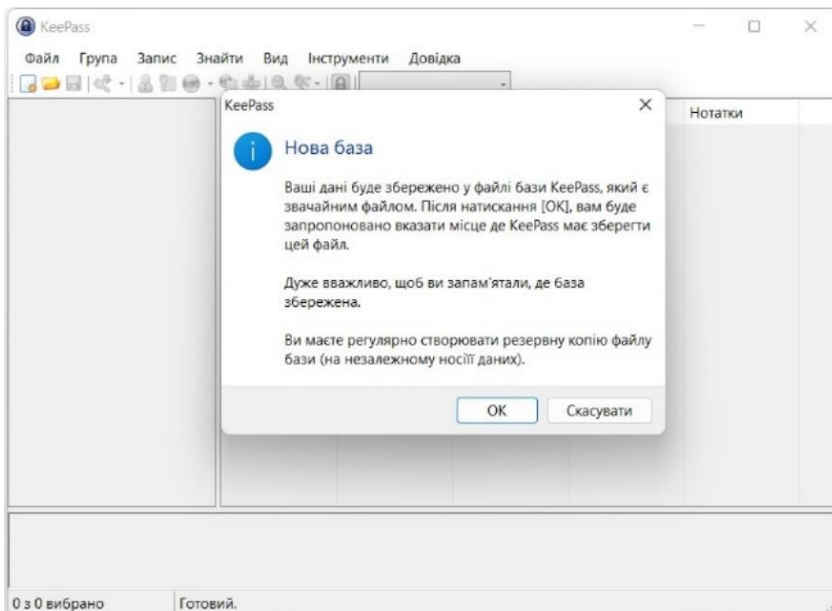 KeePass
Файл Група Запис Знайти Вид Інструменти Довідка
Нотатки
KeePass
Нова база
Ваші дані буде збережено у файлі бази KeePass, який є
звачайним файлом. Після натискання [OK], вам буде
запропоновано вказати місце де KeePass має зберегти
цей файл.
Дуже вважливо, щоб ви запам'ятали, де база
збережена.
Ви маєте регулярно створювати резервну копію файлу
бази (на незалежному носіїї даних).
OK Скасувати
0 з 0 вибрано Готовий.